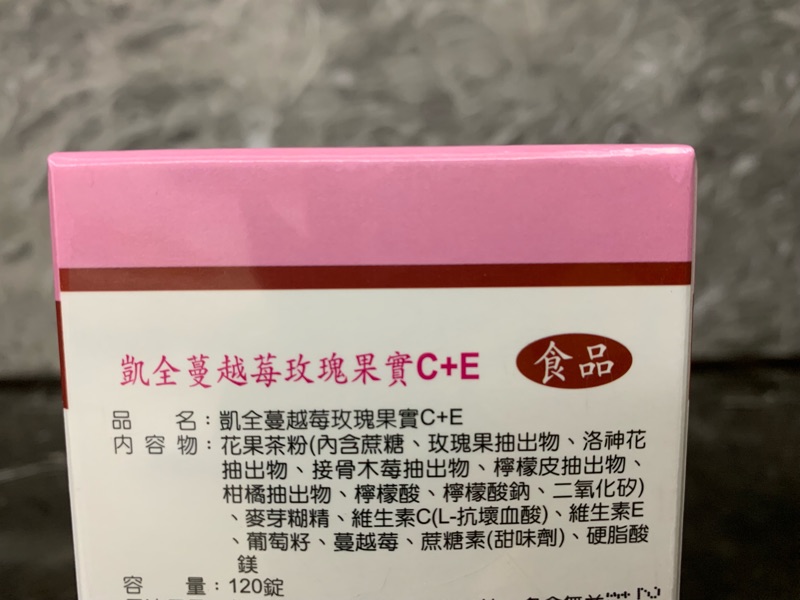 凱全蔓越莓玫瑰果實C+E
食品
品名：凱全蔓越莓玫瑰果實C+E
內容物：花果茶粉(內含蔗糖、玫瑰果抽出物、洛神花
抽出物、接骨木莓抽出物、檸檬皮抽出物、
柑橘抽出物、檸檬酸、檸檬酸鈉、二氧化矽)
、麥芽糊精、維生素C(L-抗壞血酸)、維生素E
、葡萄籽、蔓越莓、蔗糖素(甜味劑)、硬脂酸
鎂
容量：120錠